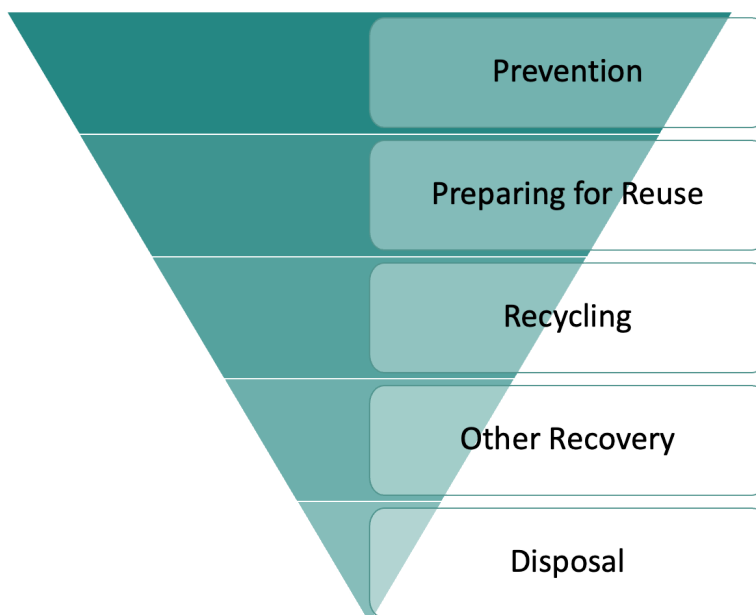 Prevention
Preparing for Reuse
Recycling
Other Recovery
Disposal